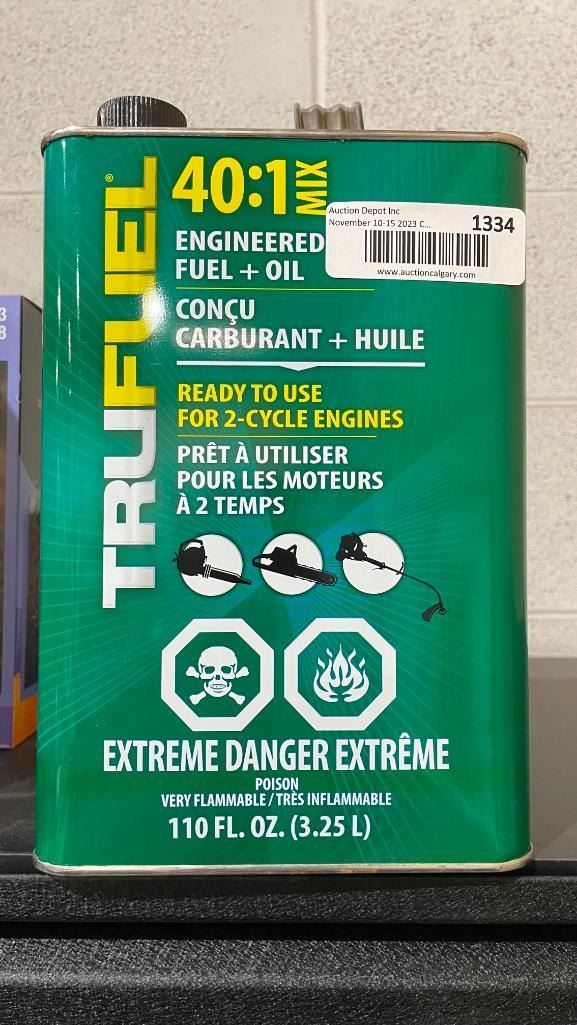 TRUFUEL®
40:1 MIX
ENGINEERED
FUEL + OIL
CONÇU
CARBURANT + HUILE
READY TO USE
FOR 2-CYCLE ENGINES
PRÊT À UTILISER
POUR LES MOTEURS
À 2 TEMPS
EXTREME DANGER EXTRÊME
POISON
VERY FLAMMABLE / TRÈS INFLAMMABLE
110 FL. OZ. (3.25 L)
Auction Depot Inc
November 10-15 2023 C...
1334
www.auctioncalgary.com
3
8